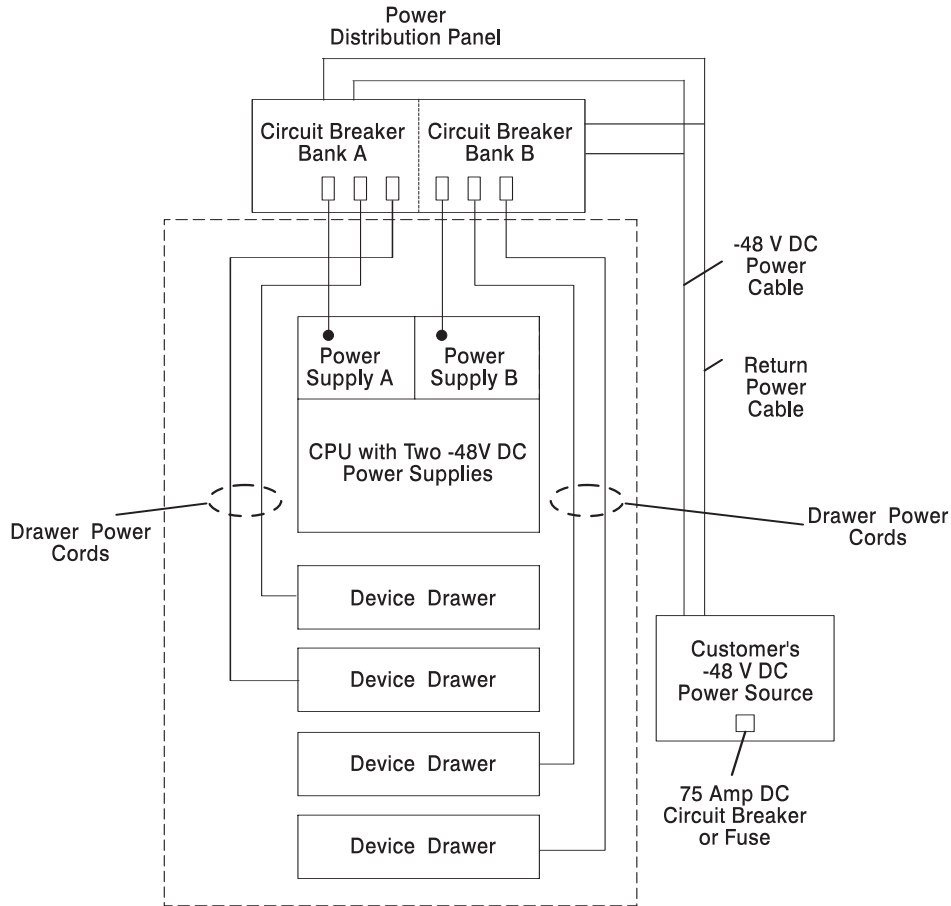 Power
Distribution Panel
Circuit Breaker
Bank A
Circuit Breaker
Bank B
-48 V DC
Power
Cable
Power
Supply A
Power
Supply B
Return
Power
Cable
CPU with Two -48V DC
Power Supplies
Drawer Power
Cords
Drawer Power
Cords
Device Drawer
Device Drawer
Device Drawer
Device Drawer
Customer's
-48 V DC
Power Source
75 Amp DC
Circuit Breaker
or Fuse